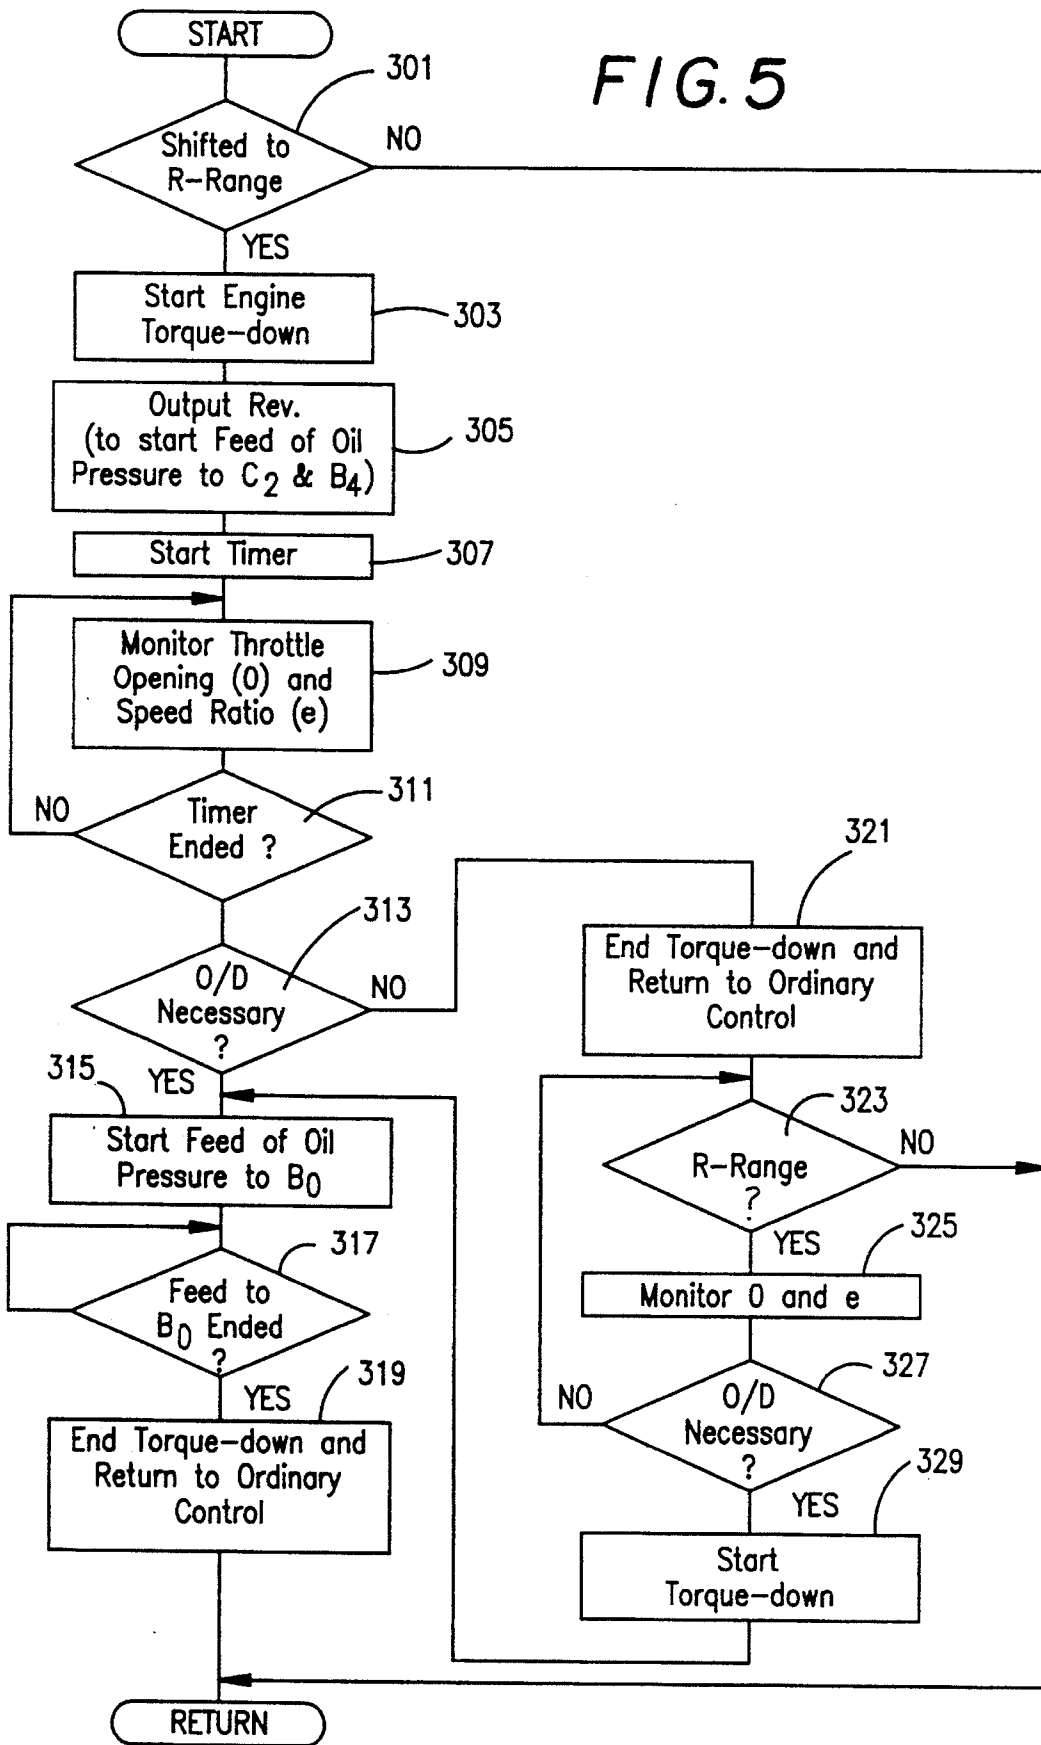 START
FIG. 5
301
Shifted to
R-Range
NO
YES
Start Engine
Torque-down
303
Output Rev.
(to start Feed of Oil
Pressure to C2 & B4)
305
Start Timer
307
Monitor Throttle
Opening (0) and
Speed Ratio (e)
309
NO
Timer
Ended ?
311
O/D
Necessary
?
313
NO
YES
315
Start Feed of Oil
Pressure to B0
317
Feed to
B0 Ended
?
YES
319
End Torque-down and
Return to Ordinary
Control
321
End Torque-down and
Return to Ordinary
Control
323
R-Range
?
NO
YES
325
Monitor 0 and e
327
O/D
Necessary
?
NO
YES
329
Start
Torque-down
RETURN